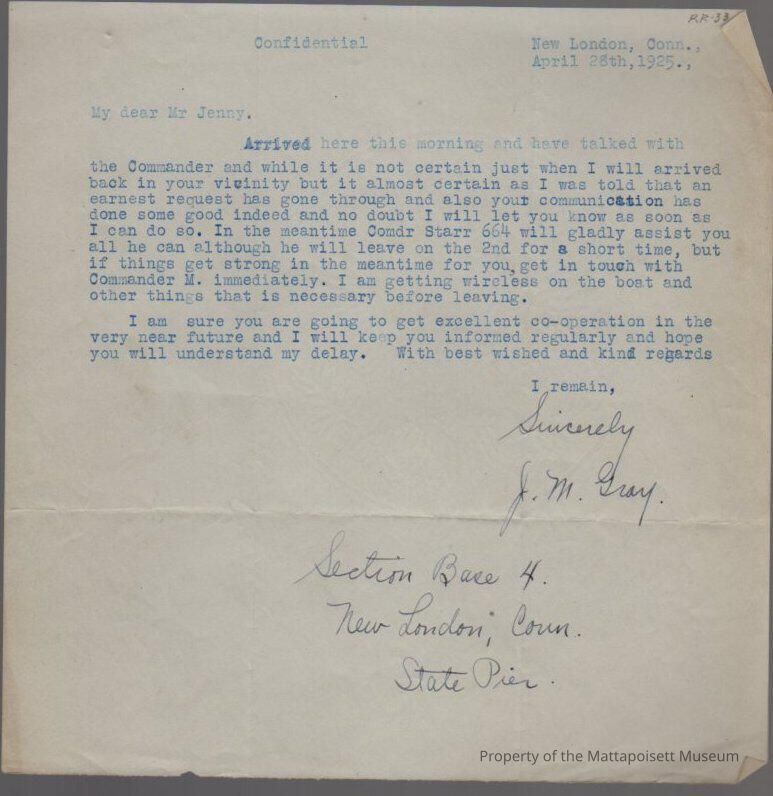 RR-33
Confidential
New London, Conn.,
April 28th,1925.,
My dear Mr Jenny.
Arrived here this morning and have talked with
the Commander and while it is not certain just when I will arrived
back in your vicinity but it almost certain as I was told that an
earnest request has gone through and also your communication has
done some good indeed and no doubt I will let you know as soon as
I can do so. In the meantime Comdr Starr 664 will gladly assist you
all he can although he will leave on the 2nd for a short time, but
if things get strong in the meantime for you, get in touch with
Commander M. immediately. I am getting wireless on the boat and
other things that is necessary before leaving.
I am sure you are going to get excellent co-operation in the
very near future and I will keep you informed regularly and hope
you will understand my delay. With best wished and kind regards
I remain,
Sincerely
J. M. Gray.
Section Base 4.
New London, Conn.
State Pier.
Property of the Mattapoisett Museum